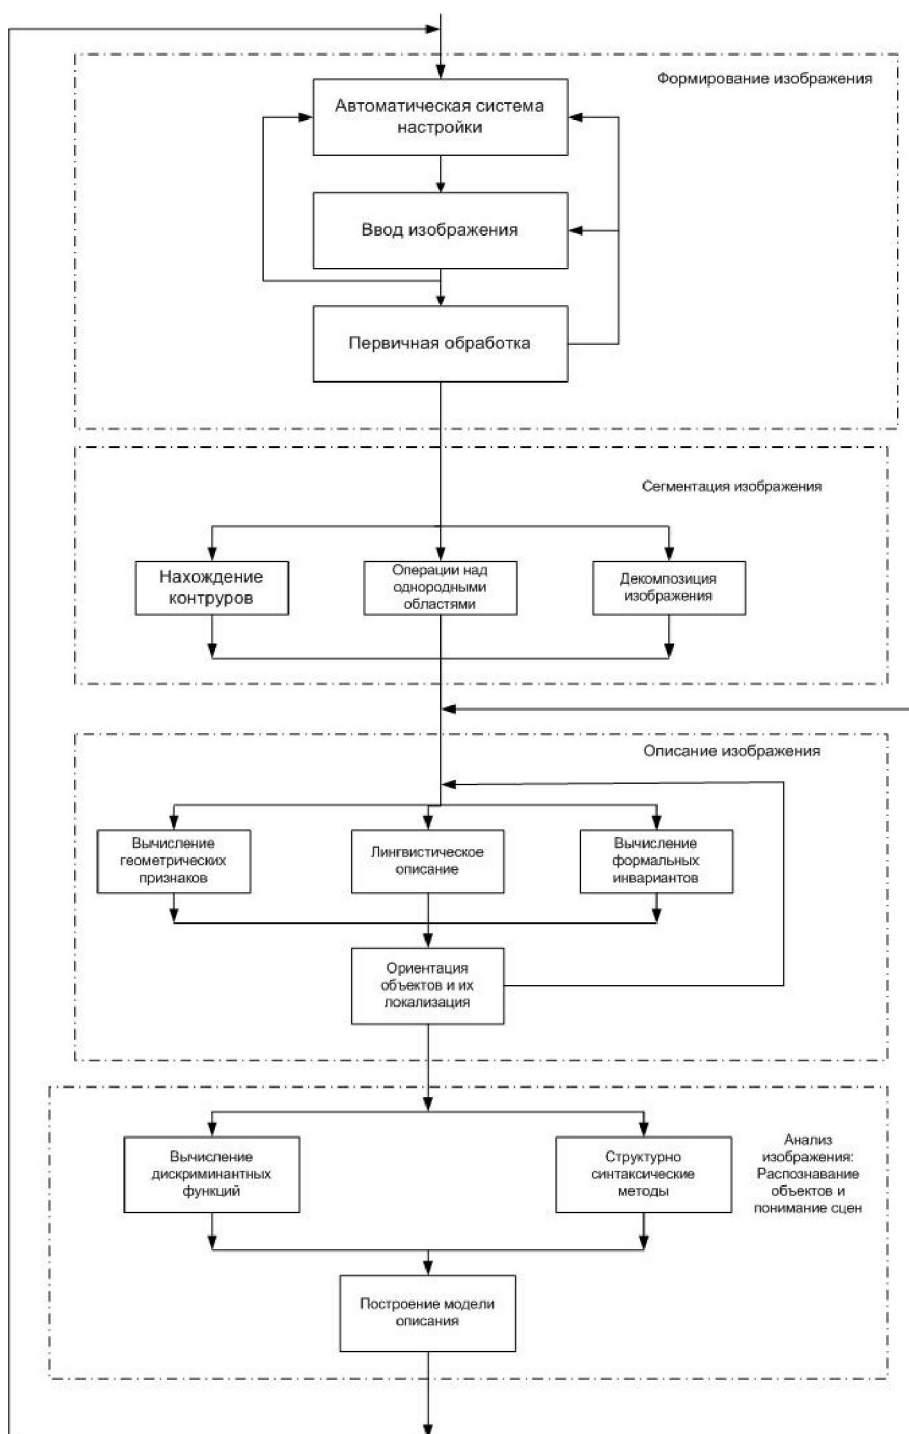 Формирование изображения
Автоматическая система
настройки
Ввод изображения
Первичная обработка
Сегментация изображения
Нахождение
контруров
Операции над
однородными
областями
Декомпозиция
изображения
Описание изображения
Вычисление
геометрических
признаков
Лингвистическое
описание
Вычисление
формальных
инвариантов
Ориентация
объектов и их
локализация
Вычисление
дискриминантных
функций
Структурно
синтаксические
методы
Анализ
изображения:
Распознавание
объектов и
понимание сцен
Построение модели
описания